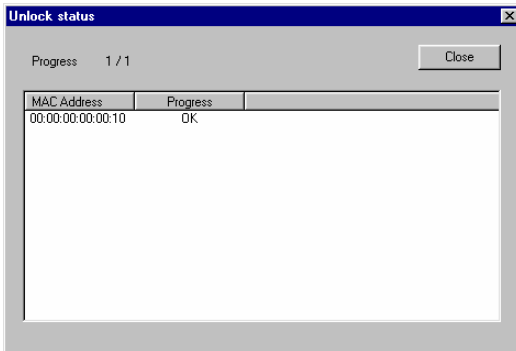 Unlock status
Progress 1 / 1
Close
MAC Address Progress
00:00:00:00:00:10 OK